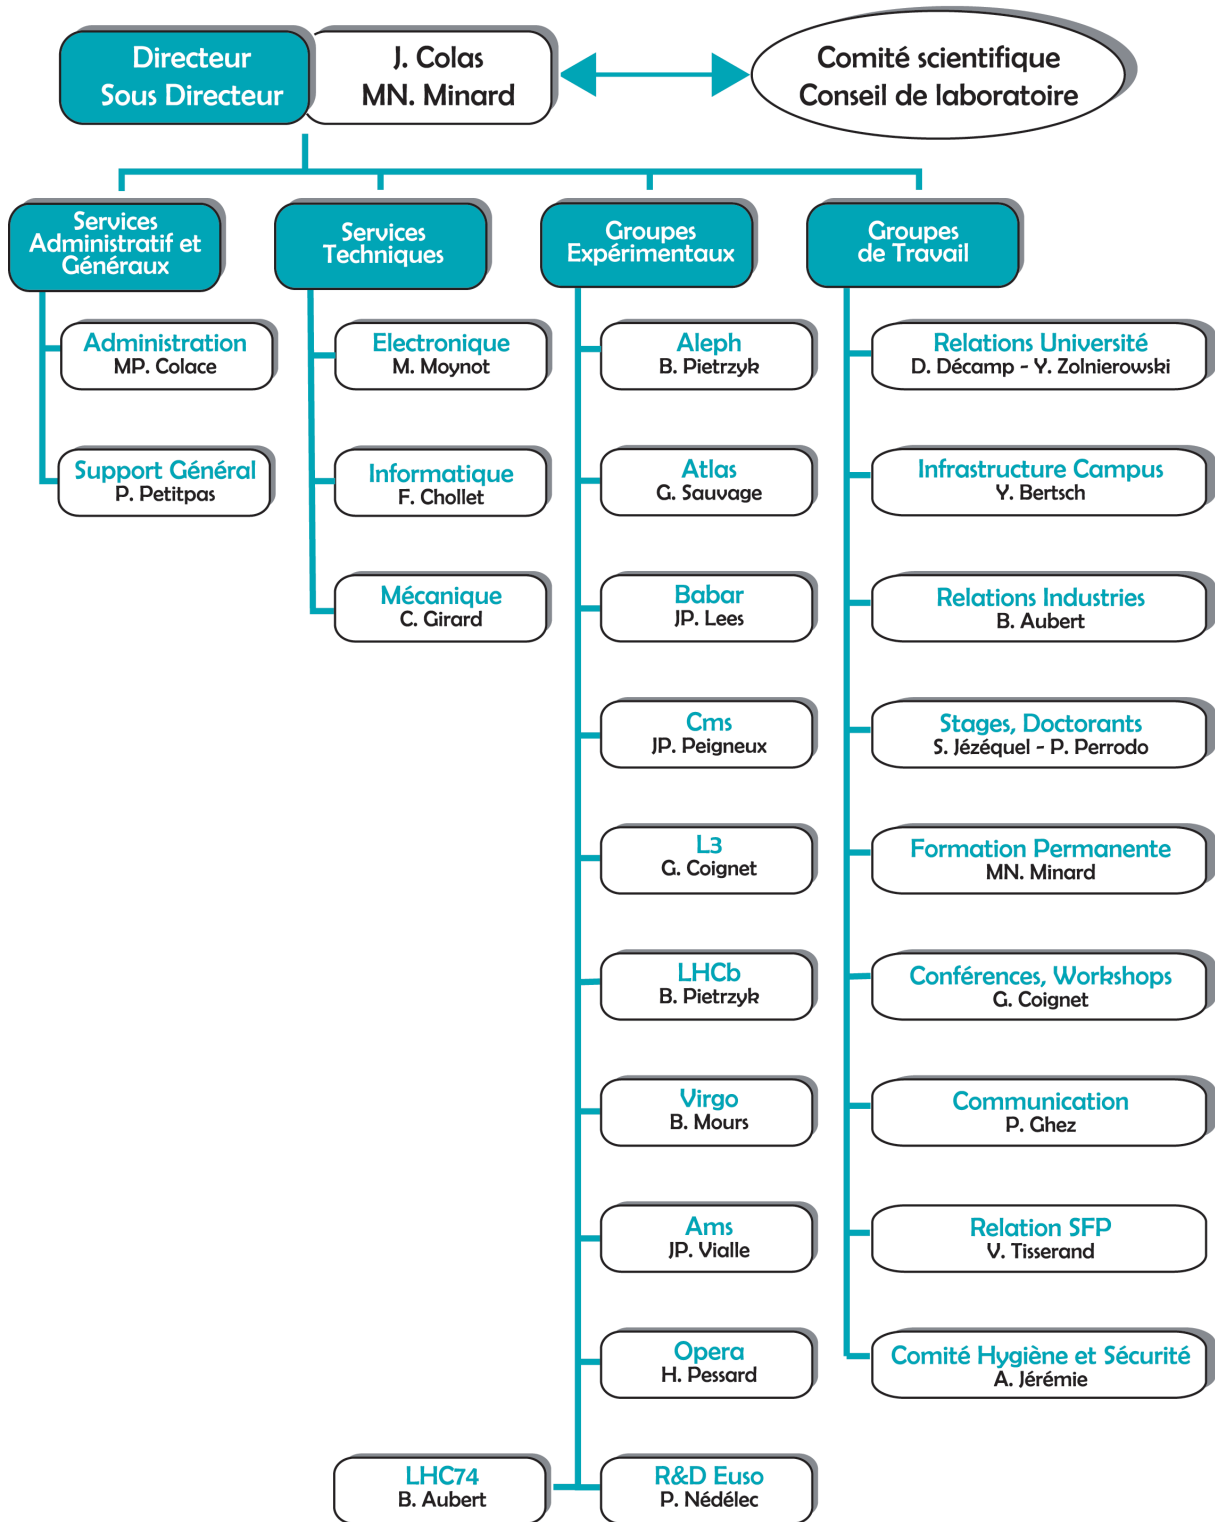 Directeur
Sous Directeur
J. Colas
MN. Minard
Comité scientifique
Conseil de laboratoire
Services
Administratif et
Généraux
Administration
MP. Colace
Support Général
P. Petitpas
Services
Techniques
Electronique
M. Moynot
Informatique
F. Chollet
Mécanique
C. Girard
Groupes
Expérimentaux
Aleph
B. Pietrzyk
Atlas
G. Sauvage
Babar
JP. Lees
Cms
JP. Peigneux
L3
G. Coignet
LHCb
B. Pietrzyk
Virgo
B. Mours
Ams
JP. Vialle
Opera
H. Pessard
LHC74
B. Aubert
R&D Euso
P. Nédélec
Groupes
de Travail
Relations Université
D. Décamp - Y. Zolnierowski
Infrastructure Campus
Y. Bertsch
Relations Industries
B. Aubert
Stages, Doctorants
S. Jézéquel - P. Perrodo
Formation Permanente
MN. Minard
Conférences, Workshops
G. Coignet
Communication
P. Ghez
Relation SFP
V. Tisserand
Comité Hygiène et Sécurité
A. Jérémie